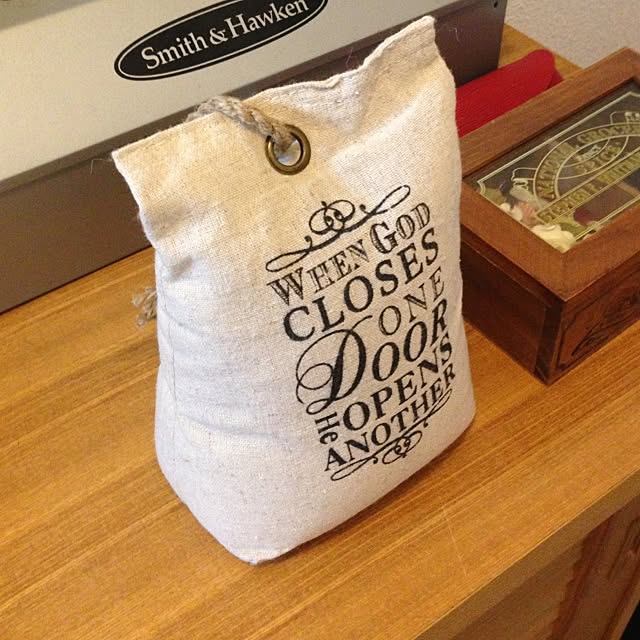 Smith & Hawken
WHEN GOD
CLOSES
ONE
DOOR
He OPENS
ANOTHER